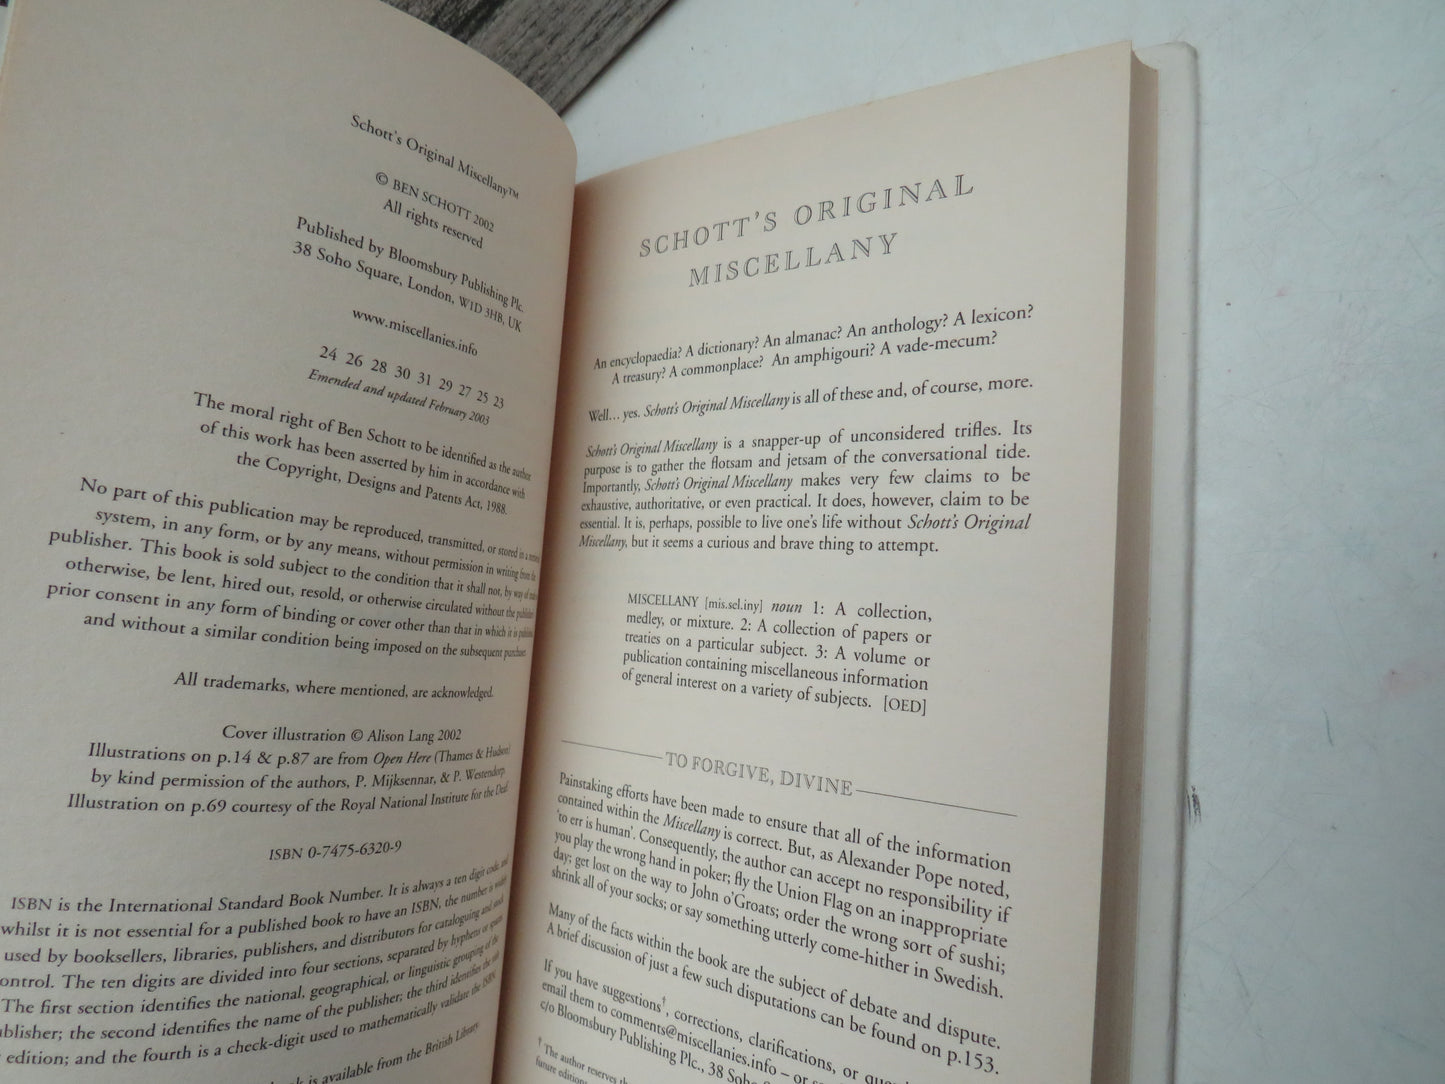 Schott's Original Miscellany™
© BEN SCHOTT 2002
All rights reserved
Published by Bloomsbury Publishing Plc.
38 Soho Square, London, W1D 3HB, UK
www.miscellanies.info
24 26 28 30 31 29 27 25 23
Emended and updated February 2003
The moral right of Ben Schott to be identified as the author
of this work has been asserted by him in accordance with
the Copyright, Designs and Patents Act, 1988.
No part of this publication may be reproduced, transmitted, or stored in a
system, in any form, or by any means, without permission in writing from the
publisher. This book is sold subject to the condition that it shall not, by way of
otherwise, be lent, hired out, resold, or otherwise circulated without the
prior consent in any form of binding or cover other than that in which it is
and without a similar condition being imposed on the subsequent
All trademarks, where mentioned, are acknowledged.
Cover illustration © Alison Lang 2002
Illustrations on p.14 & p.87 are from Open Here (Thames & Hudson)
by kind permission of the authors, P. Mijksennar, & P. Westendorp.
Illustration on p.69 courtesy of the Royal National Institute for the Deaf
ISBN 0-7475-6320-9
ISBN is the International Standard Book Number. It is always a ten digit code, and
whilst it is not essential for a published book to have an ISBN, the number is
used by booksellers, libraries, publishers, and distributors for cataloguing and stock
The ten digits are divided into four sections, separated by hyphens or spaces.
The first section identifies the national, geographical, or linguistic grouping of the
the second identifies the name of the publisher; the third identifies the
edition; and the fourth is a check-digit used to mathematically validate the ISBN.
is available from the British Library.
SCHOTT'S ORIGINAL
MISCELLANY
An encyclopaedia? A dictionary? An almanac? An anthology? A lexicon?
A treasury? A commonplace? An amphigouri? A vade-mecum?
Well… yes. Schott's Original Miscellany is all of these and, of course, more.
Schott's Original Miscellany is a snapper-up of unconsidered trifles. Its
purpose is to gather the flotsam and jetsam of the conversational tide.
Importantly, Schott's Original Miscellany makes very few claims to be
exhaustive, authoritative, or even practical. It does, however, claim to be
essential. It is, perhaps, possible to live one's life without Schott's Original
Miscellany, but it seems a curious and brave thing to attempt.
MISCELLANY [mis.sel.iny] noun 1: A collection,
medley, or mixture. 2: A collection of papers or
treaties on a particular subject. 3: A volume or
publication containing miscellaneous information
of general interest on a variety of subjects. [OED]
TO FORGIVE, DIVINE
Painstaking efforts have been made to ensure that all of the information
contained within the Miscellany is correct. But, as Alexander Pope noted,
'to err is human'. Consequently, the author can accept no responsibility if
you play the wrong hand in poker; fly the Union Flag on an inappropriate
day; get lost on the way to John o'Groats; order the wrong sort of sushi;
shrink all of your socks; or say something utterly come-hither in Swedish.
Many of the facts within the book are the subject of debate and dispute.
A brief discussion of just a few such disputations can be found on p.153.
If you have suggestions†, corrections, clarifications, or
email them to comments@miscellanies.info – or
c/o Bloomsbury Publishing Plc., 38 Soho
† The author reserves the
future